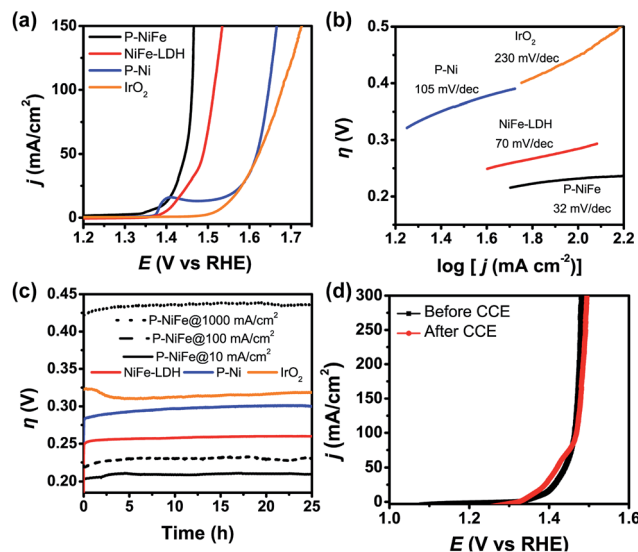 (a)
150
100
50
0
j (mA/cm²)
P-NiFe
NiFe-LDH
P-Ni
IrO₂
1.2 1.3 1.4 1.5 1.6 1.7
E (V vs RHE)
(b)
0.5
0.4
0.3
0.2
η (V)
IrO₂
230 mV/dec
P-Ni
105 mV/dec
NiFe-LDH
70 mV/dec
P-NiFe
32 mV/dec
1.2 1.4 1.6 1.8 2.0 2.2
log [ j (mA cm⁻²)]
(c)
0.45
0.40
0.35
0.30
0.25
0.20
η (V)
P-NiFe@1000 mA/cm²
P-NiFe@100 mA/cm²
P-NiFe@10 mA/cm²
NiFe-LDH P-Ni IrO₂
0 5 10 15 20 25
Time (h)
(d)
300
250
200
150
100
50
0
j (mA/cm²)
Before CCE
After CCE
1.0 1.2 1.4 1.6
E (V vs RHE)